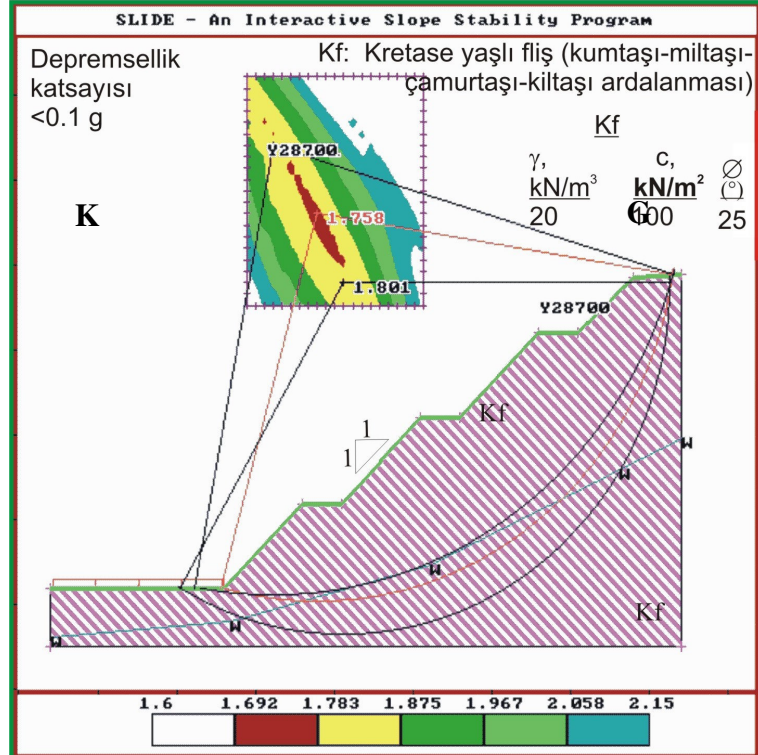 SLIDE - An Interactive Slope Stability Program
Depremsellik
katsayısı
<0.1 g
Kf: Kretase yaşlı fliş (kumtaşı-miltaşı-
çamurtaşı-kiltaşı ardalanması)
Kf
γ, c, ∅
kN/m³ kN/m² (°)
20 100 25
K
G
Y28700
1.758
1.801
Y28700
Kf
1
1
W
W
W
W
W
Kf
1.6 1.692 1.783 1.875 1.967 2.058 2.15